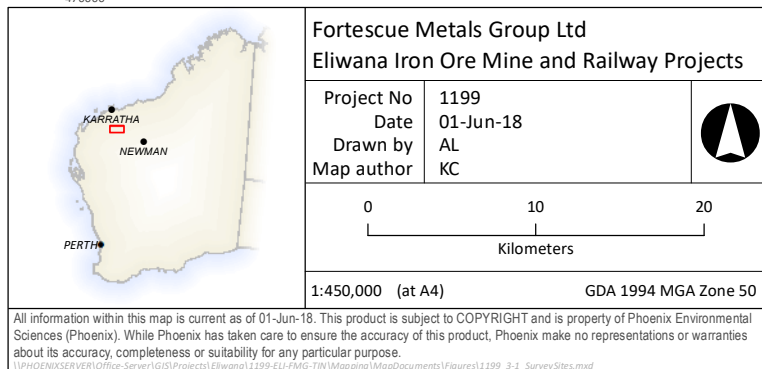 KARRATHA
NEWMAN
PERTH
Fortescue Metals Group Ltd
Eliwana Iron Ore Mine and Railway Projects
Project No 1199
Date 01-Jun-18
Drawn by AL
Map author KC
0 10 20
Kilometers
1:450,000 (at A4) GDA 1994 MGA Zone 50
All information within this map is current as of 01-Jun-18. This product is subject to COPYRIGHT and is property of Phoenix Environmental
Sciences (Phoenix). While Phoenix has taken care to ensure the accuracy of this product, Phoenix make no representations or warranties
about its accuracy, completeness or suitability for any particular purpose.
\\PHOENIXSERVER\Office-Server\GIS\Projects\Eliwana\1199-ELI-FMG-TIN\Mapping\MapDocuments\Figures\1199_3-1_SurveySites.mxd